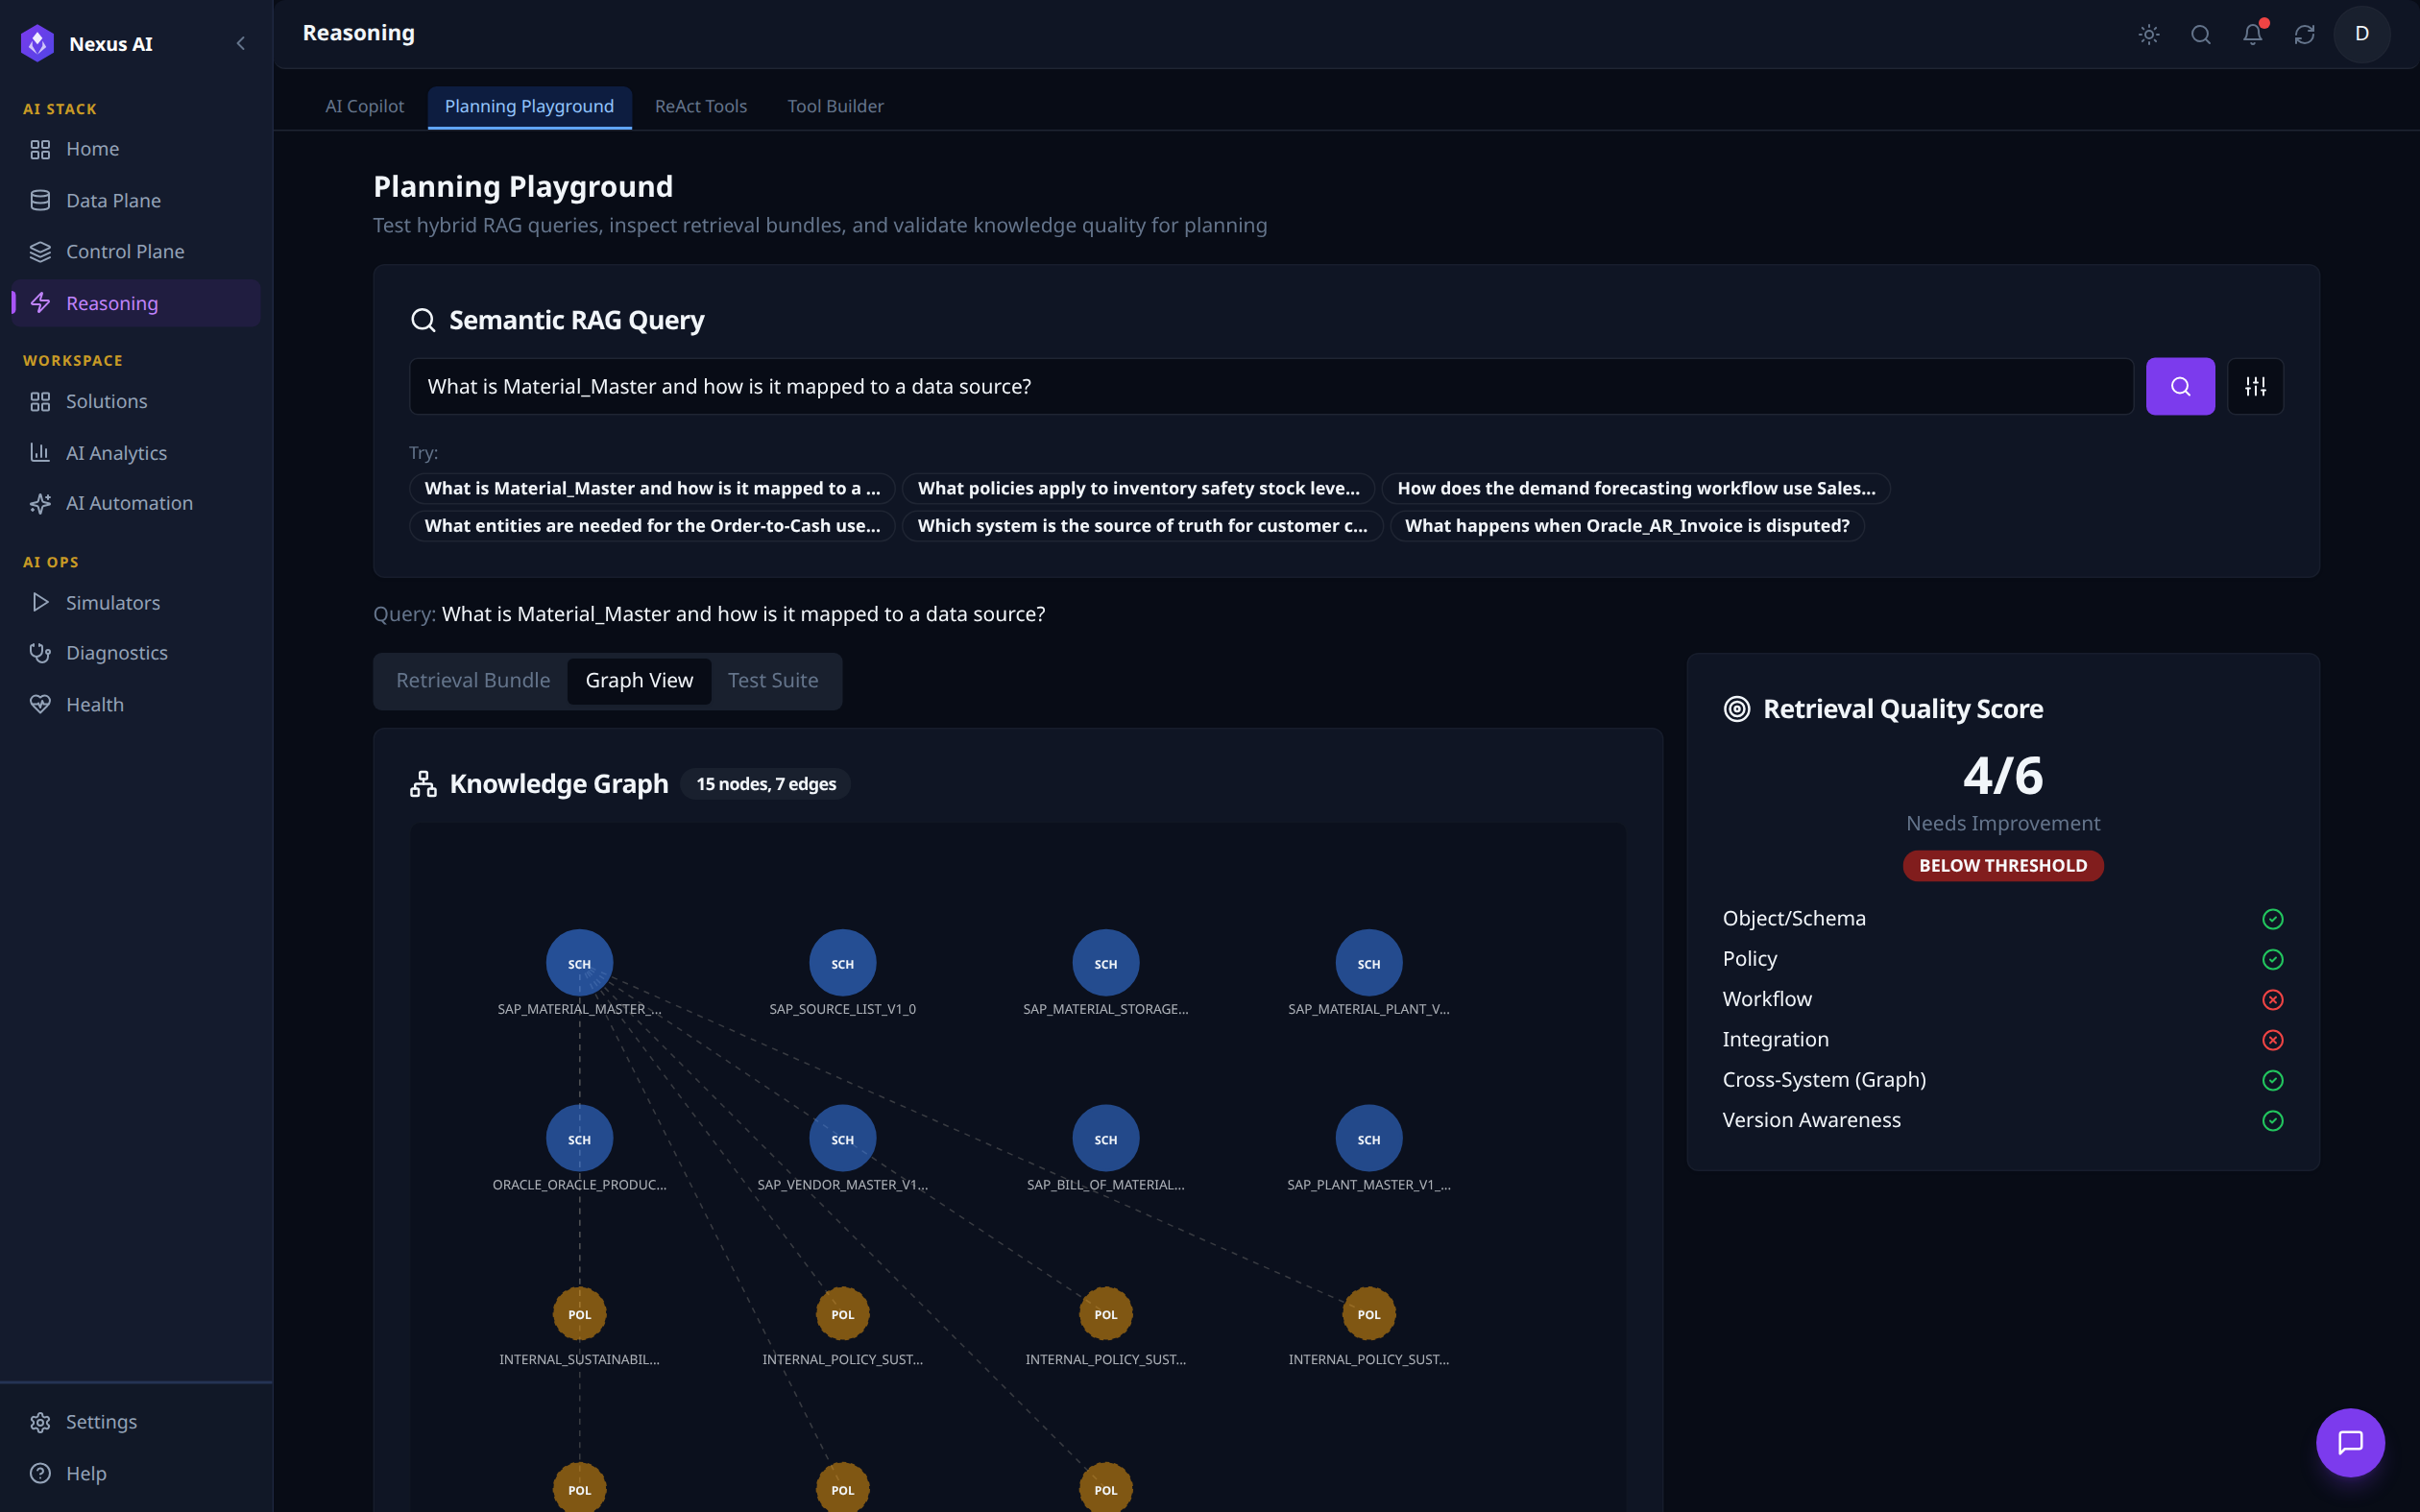 Nexus AI
AI STACK
Home
Data Plane
Control Plane
Reasoning
WORKSPACE
Solutions
AI Analytics
AI Automation
AI OPS
Simulators
Diagnostics
Health
Settings
Help
Reasoning
D
AI Copilot
Planning Playground
ReAct Tools
Tool Builder
Planning Playground
Test hybrid RAG queries, inspect retrieval bundles, and validate knowledge quality for planning
Semantic RAG Query
What is Material_Master and how is it mapped to a data source?
Try:
What is Material_Master and how is it mapped to a ...
What policies apply to inventory safety stock leve...
How does the demand forecasting workflow use Sales...
What entities are needed for the Order-to-Cash use...
Which system is the source of truth for customer c...
What happens when Oracle_AR_Invoice is disputed?
Query: What is Material_Master and how is it mapped to a data source?
Retrieval Bundle
Graph View
Test Suite
Knowledge Graph
15 nodes, 7 edges
SCH
SCH
SCH
SCH
SAP_MATERIAL_MASTER_...
SAP_SOURCE_LIST_V1_0
SAP_MATERIAL_STORAGE...
SAP_MATERIAL_PLANT_V...
SCH
SCH
SCH
SCH
ORACLE_ORACLE_PRODUC...
SAP_VENDOR_MASTER_V1...
SAP_BILL_OF_MATERIAL...
SAP_PLANT_MASTER_V1_...
POL
POL
POL
POL
INTERNAL_SUSTAINABIL...
INTERNAL_POLICY_SUST...
INTERNAL_POLICY_SUST...
INTERNAL_POLICY_SUST...
POL
POL
POL
Retrieval Quality Score
4/6
Needs Improvement
BELOW THRESHOLD
Object/Schema
Policy
Workflow
Integration
Cross-System (Graph)
Version Awareness